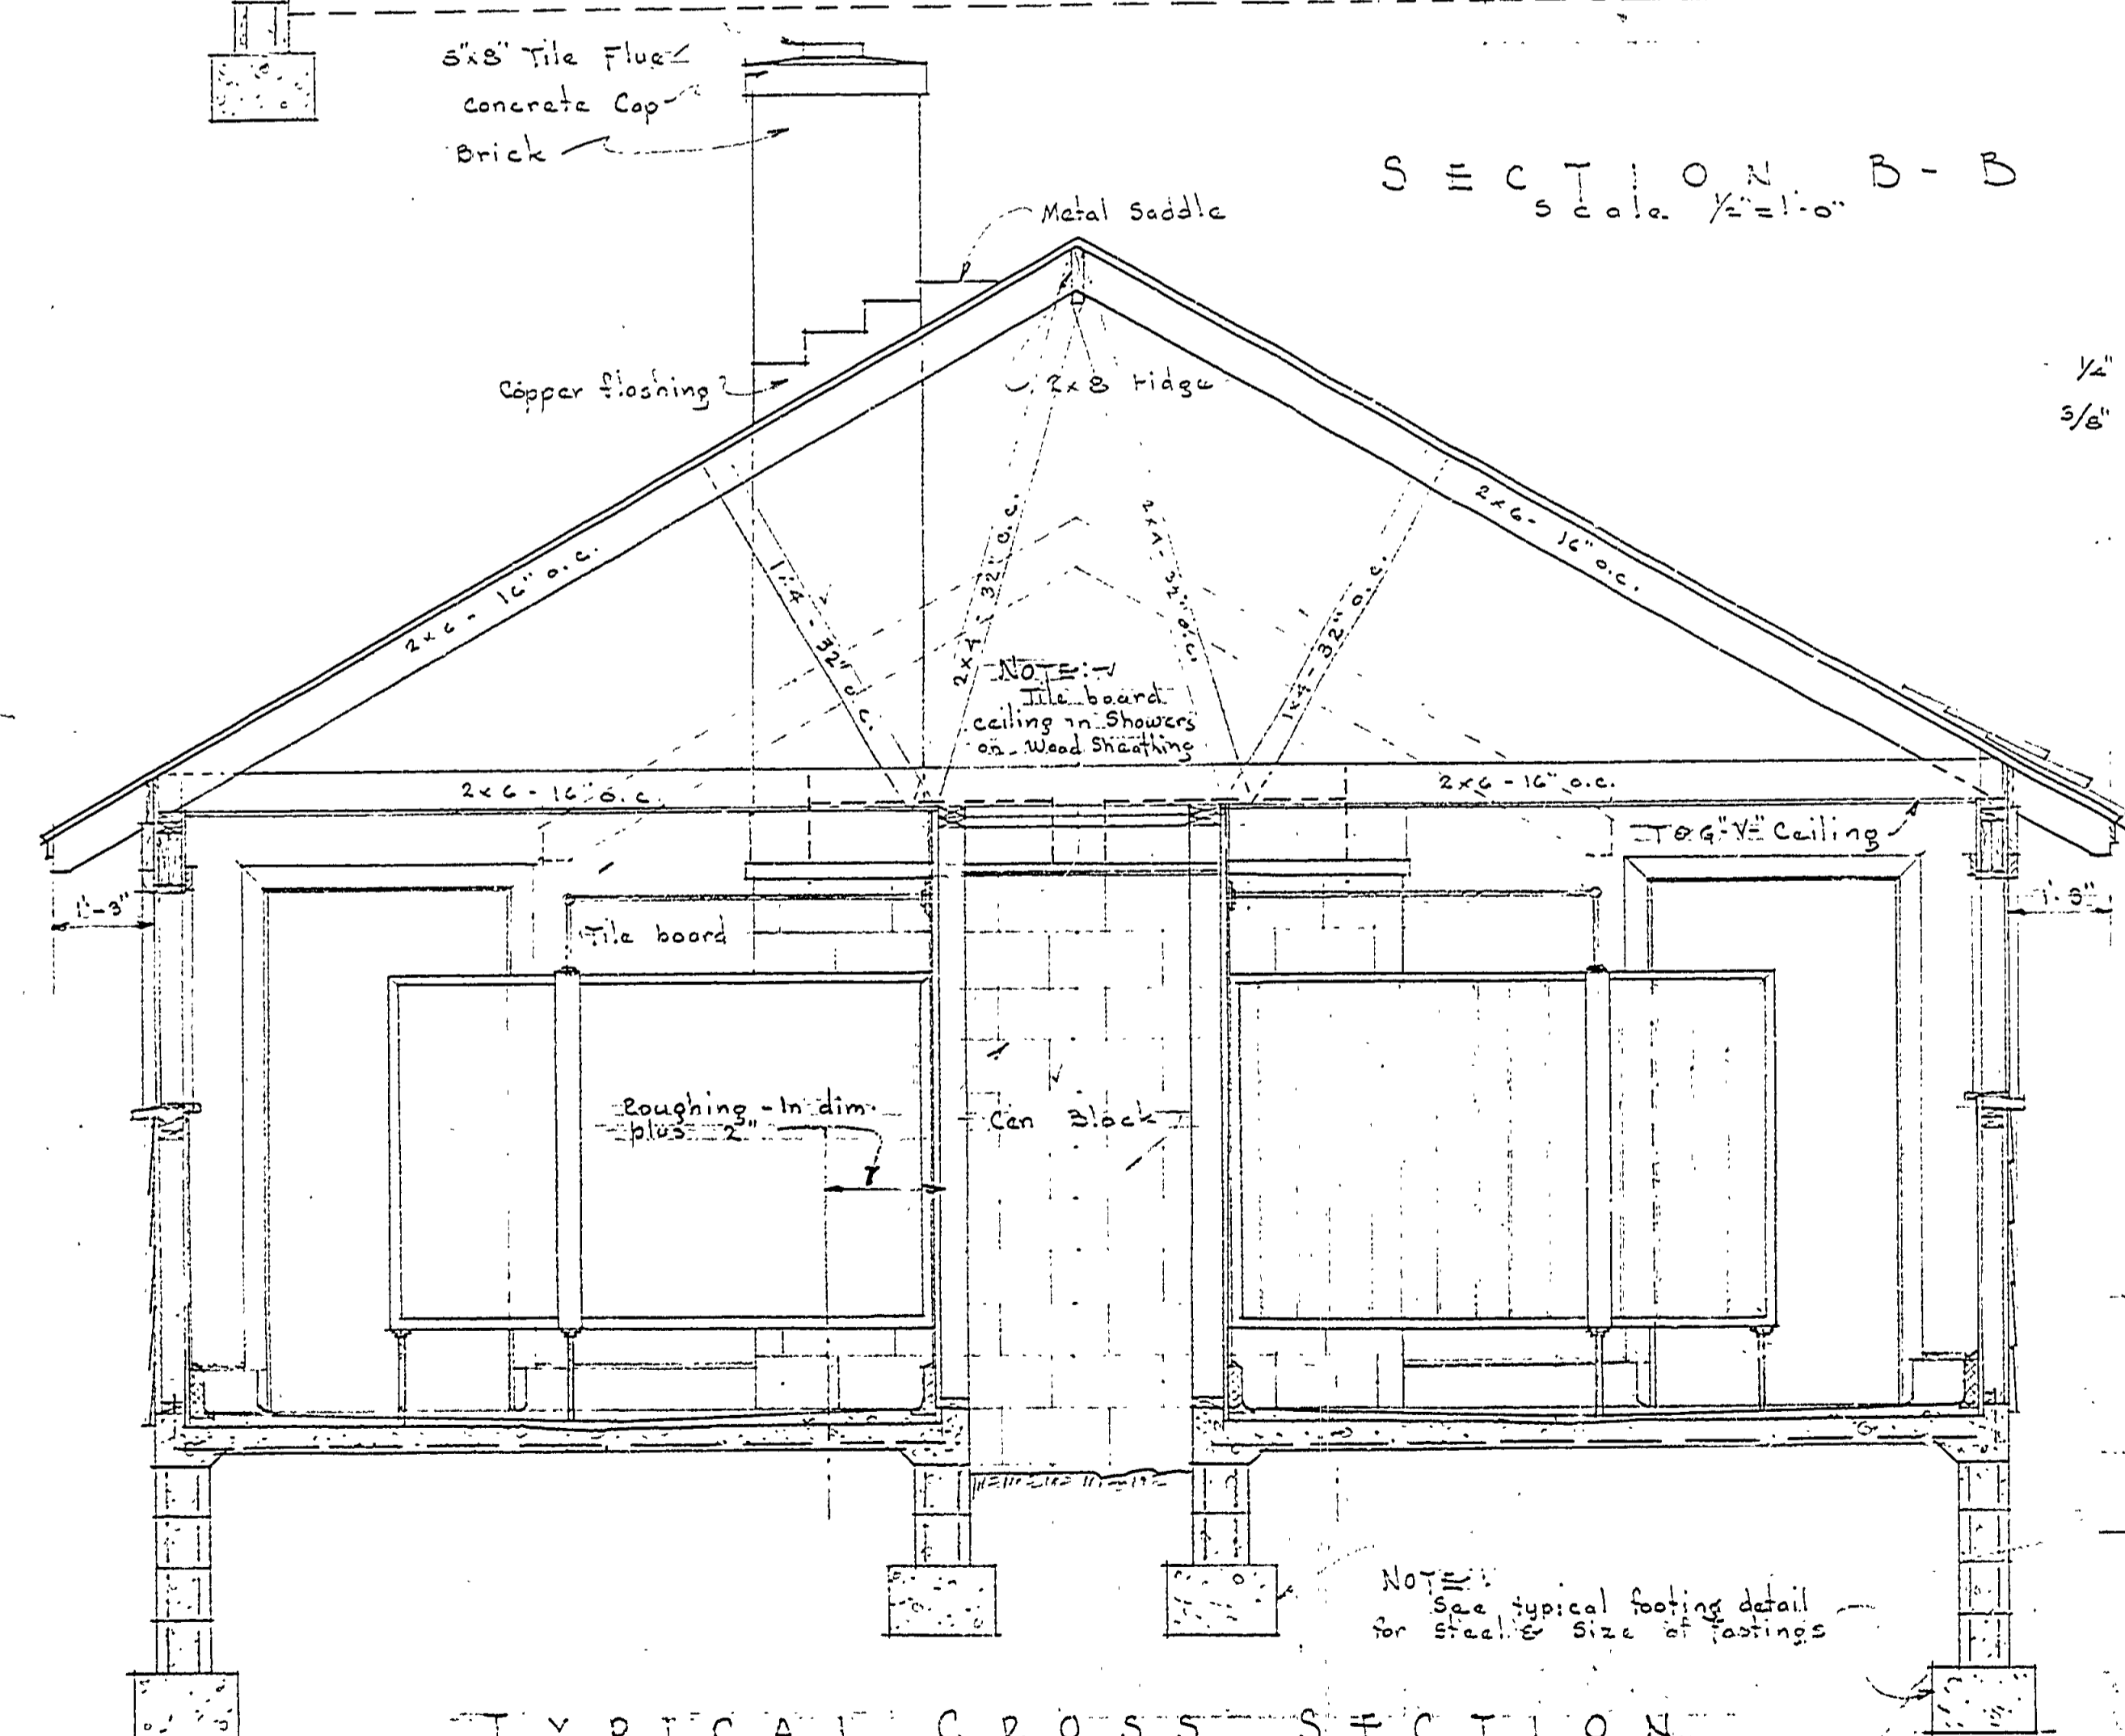 8"x8" Tile Flue
Concrete Cap
Brick
SECTION B-B
Scale 1/2"=1'-0"
Metal Saddle
Copper flashing
2x8 ridge
1/4"
3/8"
2x6 - 16" o.c.
2x6 - 16" o.c.
1x4 - 32" o.c.
2x4 - 32" o.c.
2x4 - 32" o.c.
1x4 - 32" o.c.
NOTE:-
Tile board
ceiling in Showers
on Wood Sheathing
2x6 - 16" o.c.
2x6 - 16" o.c.
T&G "V" Ceiling
1'-3"
1'-3"
Tile board
Roughing-In dim.
plus 2"
Con Block
NOTE:
See typical footing detail
for Steel & Size of footings
TYPICAL CROSS SECTION